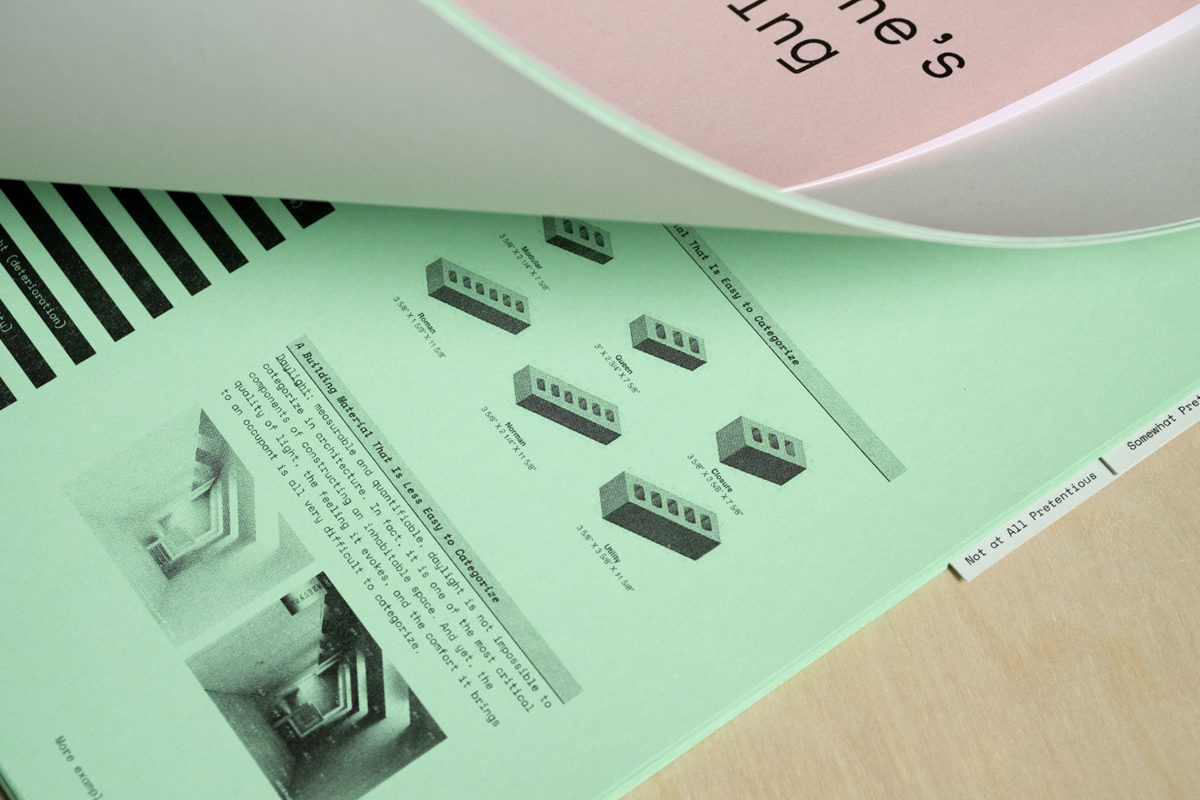 ne's
ing
ht (deterioration)
ty)
That Is Easy to Categorize
Modular
3 5/8" X 2 1/4" X 7 5/8"
Roman
3 5/8" X 1 5/8" X 11 5/8"
Queen
3" X 2 3/4" X 7 5/8"
Norman
3 5/8" X 2 1/4" X 11 5/8"
Closure
3 5/8" X 3 5/8" X 7 5/8"
Utility
3 5/8" X 3 5/8" X 11 5/8"
A Building Material That Is Less Easy to Categorize
Daylight; measurable and quantifiable, daylight is not impossible to
categorize in architecture. In fact, it is one of the most critical
components of constructing an inhabitable space. And yet, the
quality of light, the feeling it evokes, and the comfort it brings
to an occupant is all very difficult to categorize.
More exampl
Not at All Pretentious
Somewhat Pret